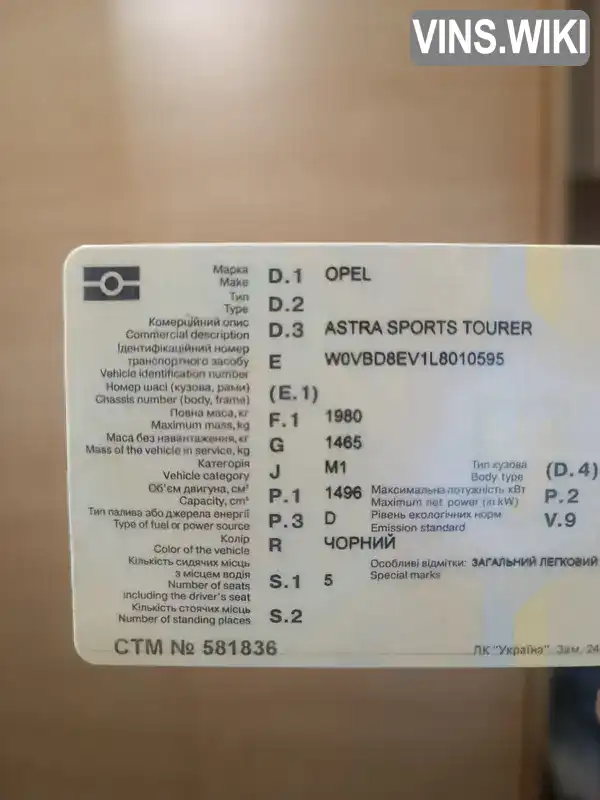 VINS.WIKI
Марка
Make
D.1 OPEL
Тип
Type
D.2
Комерційний опис
Commercial description
D.3 ASTRA SPORTS TOURER
Ідентифікаційний номер
транспортного засобу
Vehicle identification number
E W0VBD8EV1L8010595
Номер шасі (кузова, рами)
Chassis number (body, frame)
(E.1)
Повна маса, кг
Maximum mass, kg
F.1 1980
Маса без навантаження, кг
Mass of the vehicle in service, kg
G 1465
Категорія
Vehicle category
J M1
Тип кузова
Body type
(D.4)
Об'єм двигуна, см³
Capacity, cm³
P.1 1496
Максимальна потужність кВт
Maximum net power (in kW)
P.2
Тип палива або джерела енергії
Type of fuel or power source
P.3 D
Рівень екологічних норм
Emission standard
V.9
Колір
Color of the vehicle
R ЧОРНИЙ
Кількість сидячих місць
з місцем водія
Number of seats
including the driver's seat
S.1 5
Особливі відмітки: ЗАГАЛЬНИЙ ЛЕГКОВИЙ
Special marks
Кількість стоячих місць
Number of standing places
S.2
СТМ № 581836
ПК "Україна". Зам. 24